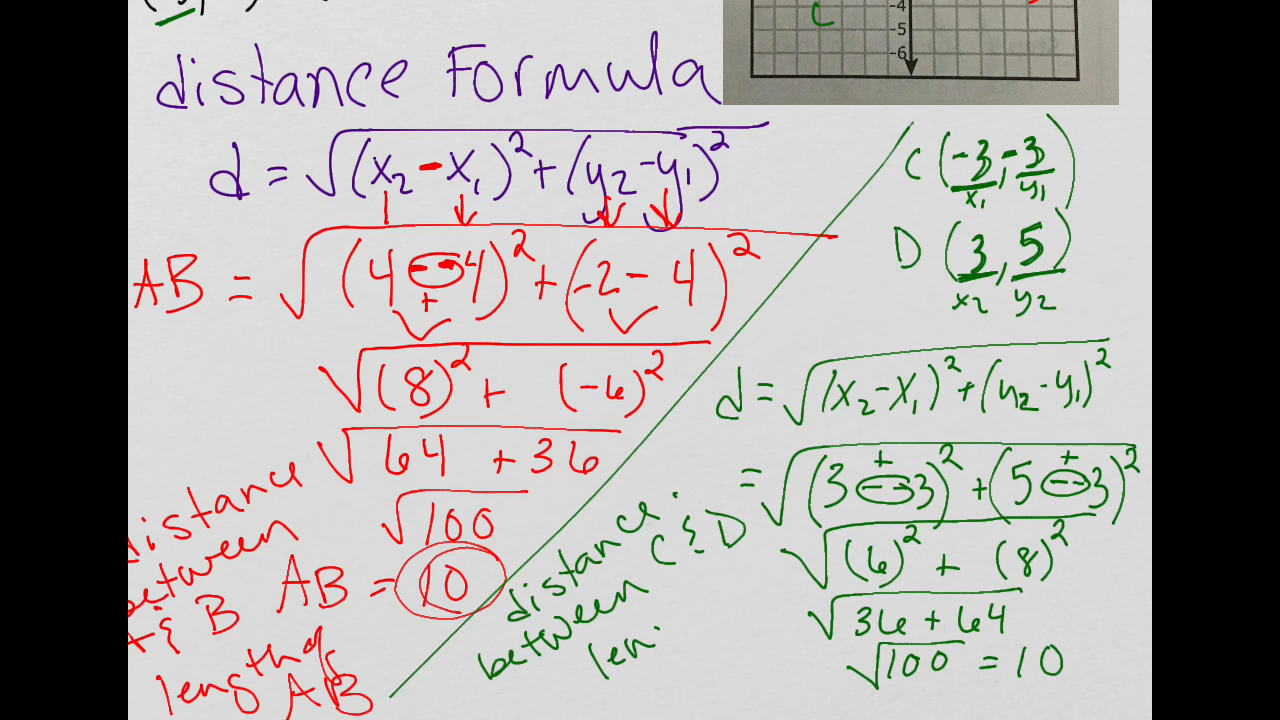 distance Formula
d = √(x₂ - x₁)² + (y₂ - y₁)²
AB = √(4 - -4)² + (-2 - 4)²
+
√(8)² + (-6)²
√64 + 36
√100
AB = 10
distance
between
A & B
length of
AB
C
-4
-5
-6
C (-3, -3)
x₁ y₁
D (3, 5)
x₂ y₂
d = √(x₂ - x₁)² + (y₂ - y₁)²
+ +
= √(3 - -3)² + (5 - -3)²
√(6)² + (8)²
√36 + 64
√100 = 10
distance
between C & D
len